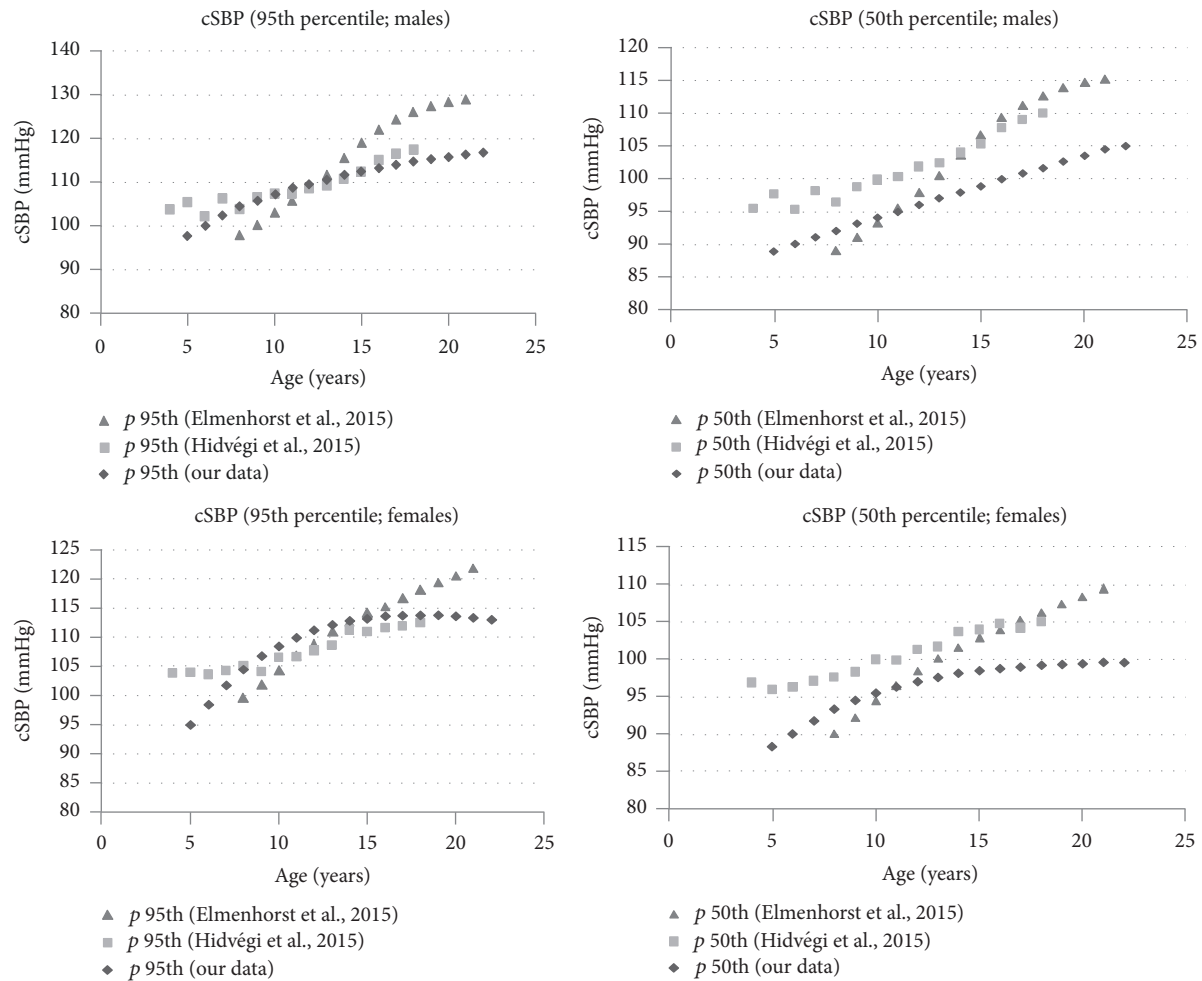 cSBP (95th percentile; males)
140
130
120
110
100
90
80
cSBP (mmHg)
0 5 10 15 20 25
Age (years)
p 95th (Elmenhorst et al., 2015)
p 95th (Hidvégi et al., 2015)
p 95th (our data)
cSBP (50th percentile; males)
120
115
110
105
100
95
90
85
80
cSBP (mmHg)
0 5 10 15 20 25
Age (years)
p 50th (Elmenhorst et al., 2015)
p 50th (Hidvégi et al., 2015)
p 50th (our data)
cSBP (95th percentile; females)
125
120
115
110
105
100
95
90
85
80
cSBP (mmHg)
0 5 10 15 20 25
Age (years)
p 95th (Elmenhorst et al., 2015)
p 95th (Hidvégi et al., 2015)
p 95th (our data)
cSBP (50th percentile; females)
115
110
105
100
95
90
85
80
cSBP (mmHg)
0 5 10 15 20 25
Age (years)
p 50th (Elmenhorst et al., 2015)
p 50th (Hidvégi et al., 2015)
p 50th (our data)